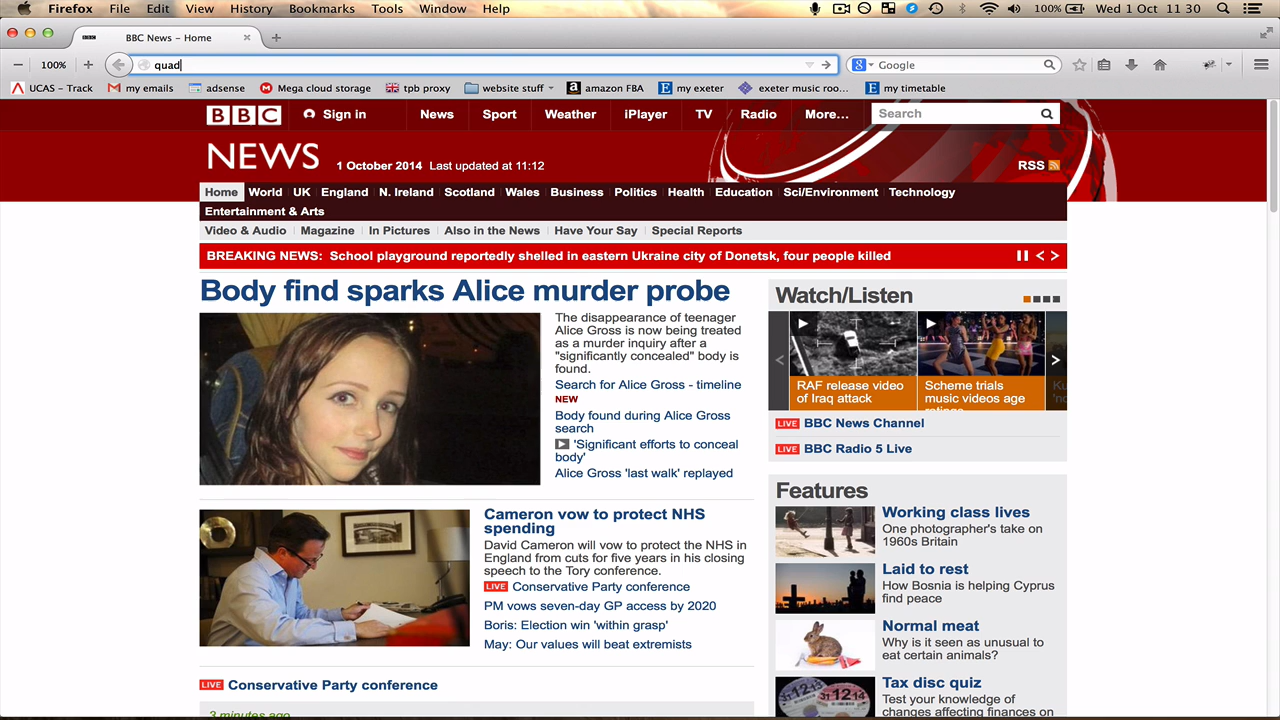 Firefox File Edit View History Bookmarks Tools Window Help 100% Wed 1 Oct 11 30
BBC News – Home
100% quad Google
UCAS – Track my emails adsense Mega cloud storage tpb proxy website stuff amazon FBA my exeter exeter music roo... my timetable
BBC Sign in News Sport Weather iPlayer TV Radio More... Search
NEWS 1 October 2014 Last updated at 11:12 RSS
Home World UK England N. Ireland Scotland Wales Business Politics Health Education Sci/Environment Technology
Entertainment & Arts
Video & Audio Magazine In Pictures Also in the News Have Your Say Special Reports
BREAKING NEWS: School playground reportedly shelled in eastern Ukraine city of Donetsk, four people killed
Body find sparks Alice murder probe
The disappearance of teenager
Alice Gross is now being treated
as a murder inquiry after a
"significantly concealed" body is
found.
Search for Alice Gross - timeline
NEW
Body found during Alice Gross
search
'Significant efforts to conceal
body'
Alice Gross 'last walk' replayed
Cameron vow to protect NHS
spending
David Cameron will vow to protect the NHS in
England from cuts for five years in his closing
speech to the Tory conference.
LIVE Conservative Party conference
PM vows seven-day GP access by 2020
Boris: Election win 'within grasp'
May: Our values will beat extremists
LIVE Conservative Party conference
3 minutes ago
Watch/Listen
RAF release video
of Iraq attack
Scheme trials
music videos age
ratings
LIVE BBC News Channel
LIVE BBC Radio 5 Live
Features
Working class lives
One photographer's take on
1960s Britain
Laid to rest
How Bosnia is helping Cyprus
find peace
Normal meat
Why is it seen as unusual to
eat certain animals?
Tax disc quiz
Test your knowledge of
changes affecting finances on